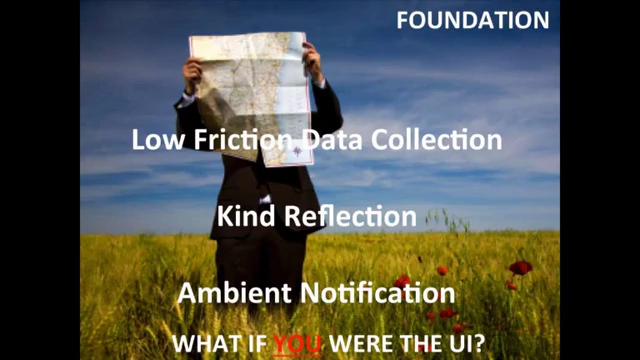 FOUNDATION
Low Friction Data Collection
Kind Reflection
Ambient Notification
WHAT IF YOU WERE THE UI?